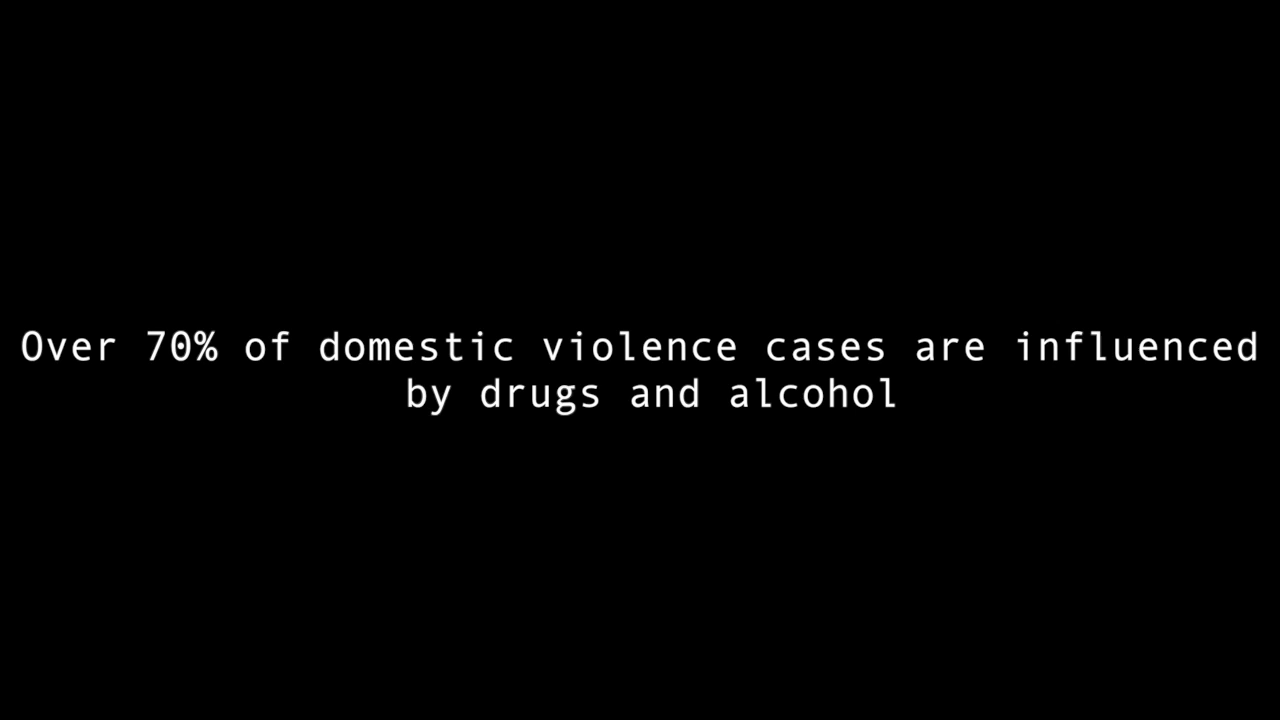 Over 70% of domestic violence cases are influenced
by drugs and alcohol